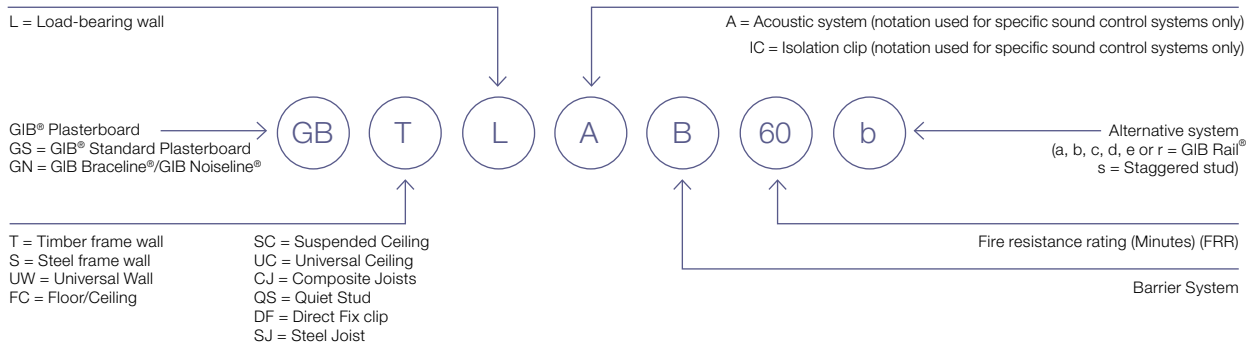 L = Load-bearing wall
A = Acoustic system (notation used for specific sound control systems only)
IC = Isolation clip (notation used for specific sound control systems only)
GIB® Plasterboard
GS = GIB® Standard Plasterboard
GN = GIB Braceline®/GIB Noiseline®
GB T L A B 60 b
Alternative system
(a, b, c, d, e or r = GIB Rail®
s = Staggered stud)
T = Timber frame wall
S = Steel frame wall
UW = Universal Wall
FC = Floor/Ceiling
SC = Suspended Ceiling
UC = Universal Ceiling
CJ = Composite Joists
QS = Quiet Stud
DF = Direct Fix clip
SJ = Steel Joist
Fire resistance rating (Minutes) (FRR)
Barrier System